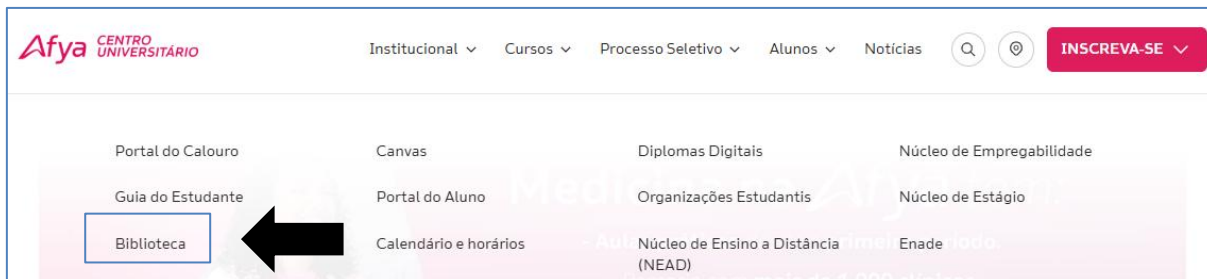 Afya CENTRO UNIVERSITÁRIO
Institucional Cursos Processo Seletivo Alunos Notícias INSCREVA-SE
Portal do Calouro Canvas Diplomas Digitais Núcleo de Empregabilidade
Guia do Estudante Portal do Aluno Organizações Estudantis Núcleo de Estágio
Biblioteca Calendário e horários Núcleo de Ensino a Distância (NEAD) Enade